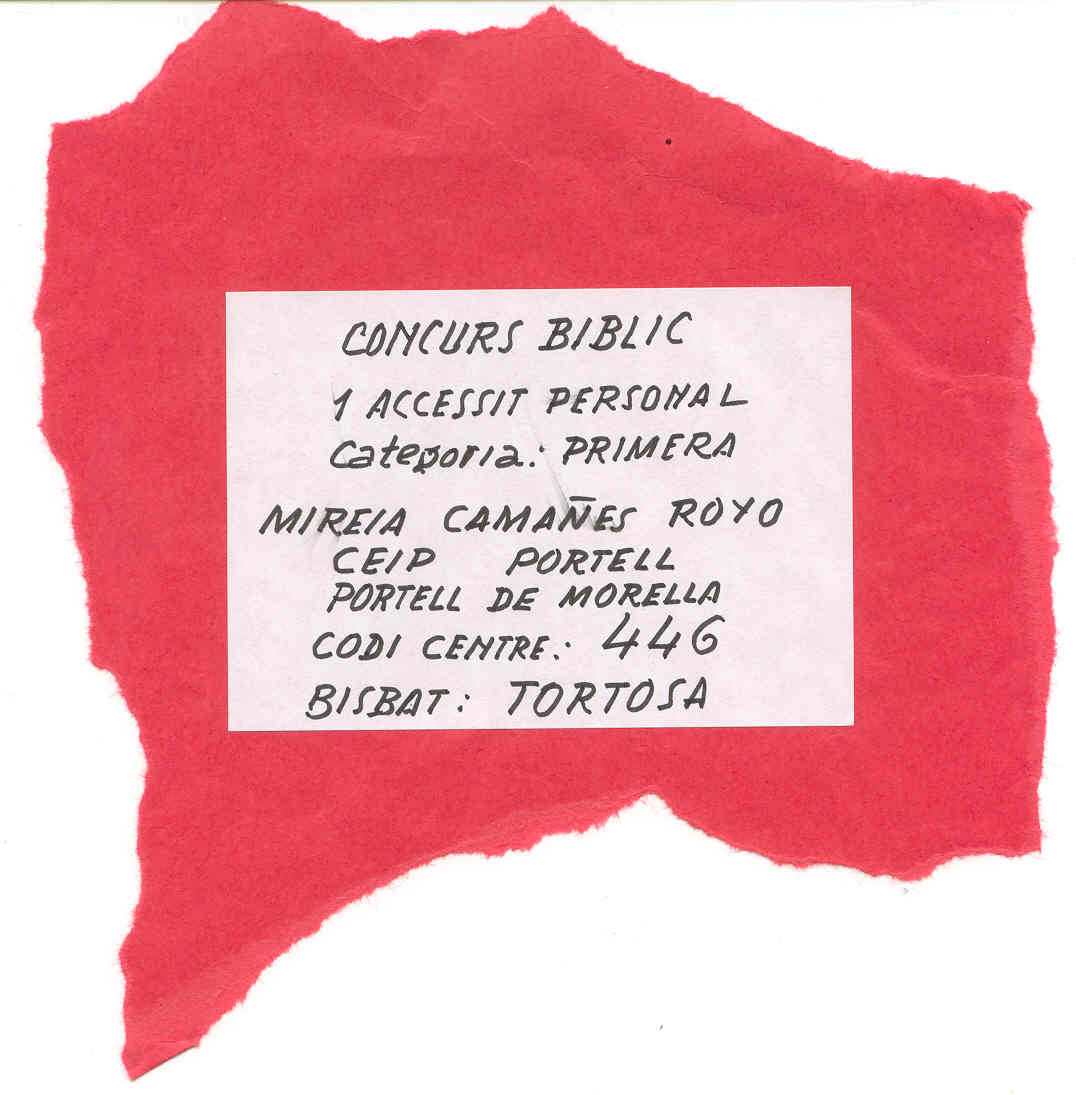 CONCURS BIBLIC
1 ACCESSIT PERSONAL
Categoria: PRIMERA
MIREIA CAMAÑES ROYO
CEIP PORTELL
PORTELL DE MORELLA
CODI CENTRE: 446
BISBAT: TORTOSA